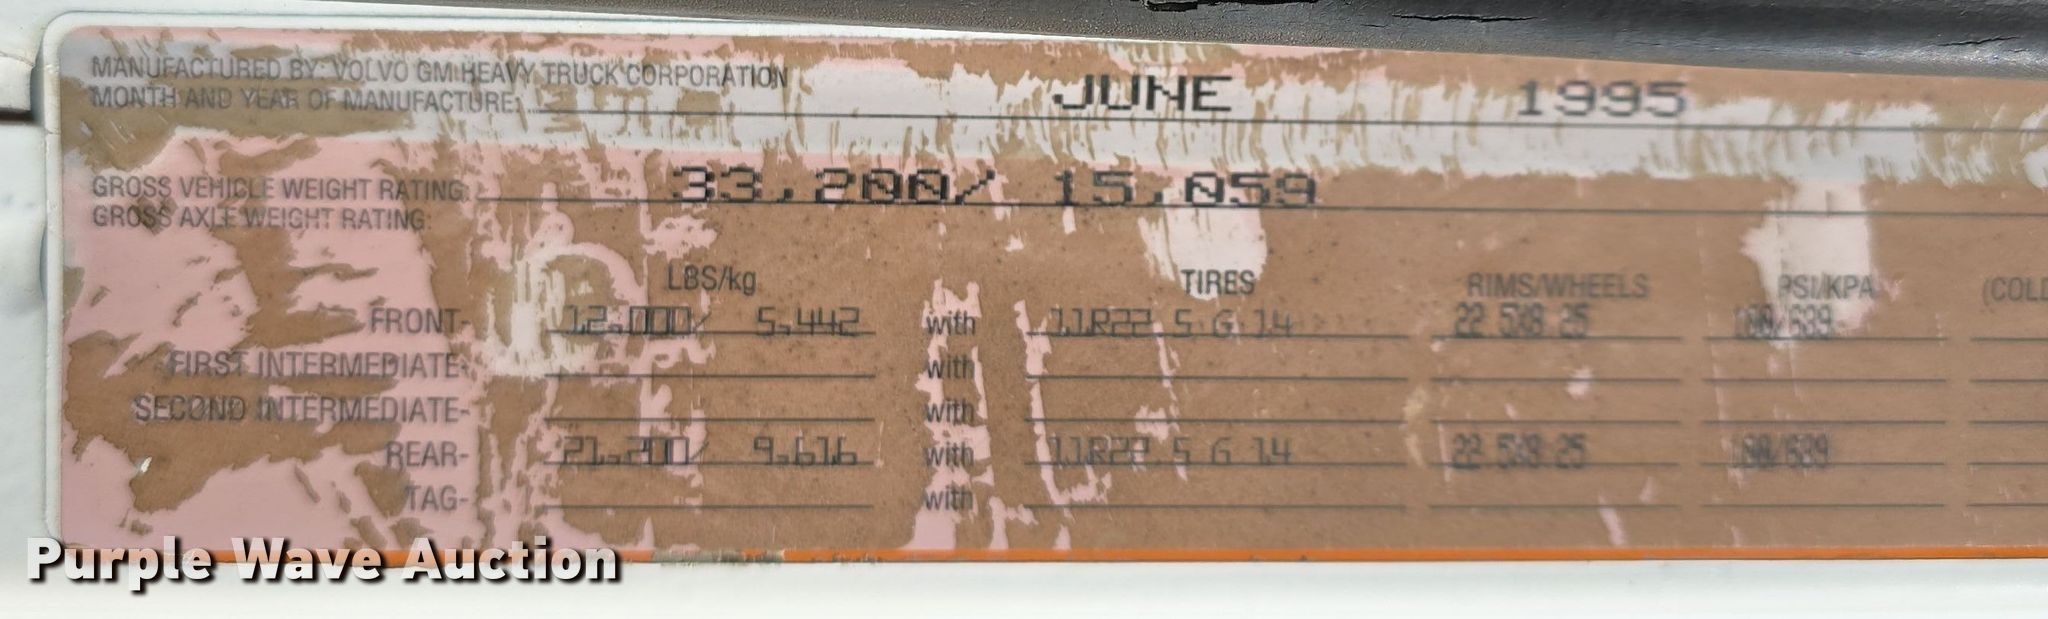 MANUFACTURED BY: VOLVO GM HEAVY TRUCK CORPORATION
MONTH AND YEAR OF MANUFACTURE: JUNE 1995
GROSS VEHICLE WEIGHT RATING: 33,200/ 15,059
GROSS AXLE WEIGHT RATING:
LBS/kg TIRES RIMS/WHEELS PSI/KPA (COLD
FRONT- 12,000/ 5,442 with 11R22.5 G 14 22.5X8.25 100/689
FIRST INTERMEDIATE- with
SECOND INTERMEDIATE- with
REAR- 21,200/ 9,616 with 11R22.5 G 14 22.5X8.25 100/689
TAG- with
Purple Wave Auction